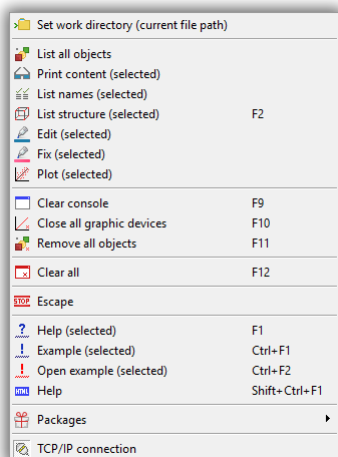 Set work directory (current file path)
List all objects
Print content (selected)
List names (selected)
List structure (selected) F2
Edit (selected)
Fix (selected)
Plot (selected)
Clear console F9
Close all graphic devices F10
Remove all objects F11
Clear all F12
STOP Escape
Help (selected) F1
Example (selected) Ctrl+F1
Open example (selected) Ctrl+F2
HTML Help Shift+Ctrl+F1
Packages
TCP/IP connection